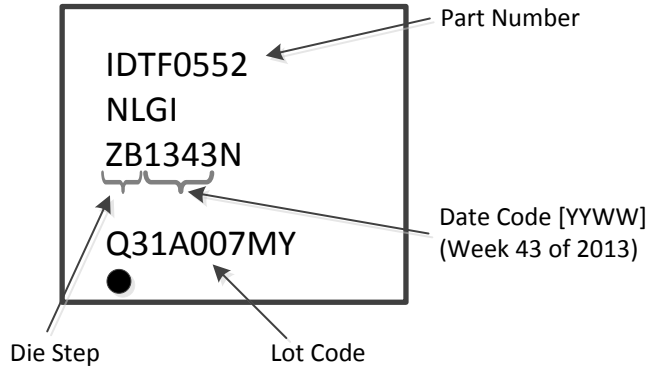 Part Number
IDTF0552
NLGI
ZB1343N
Date Code [YYWW]
(Week 43 of 2013)
Q31A007MY
Die Step
Lot Code